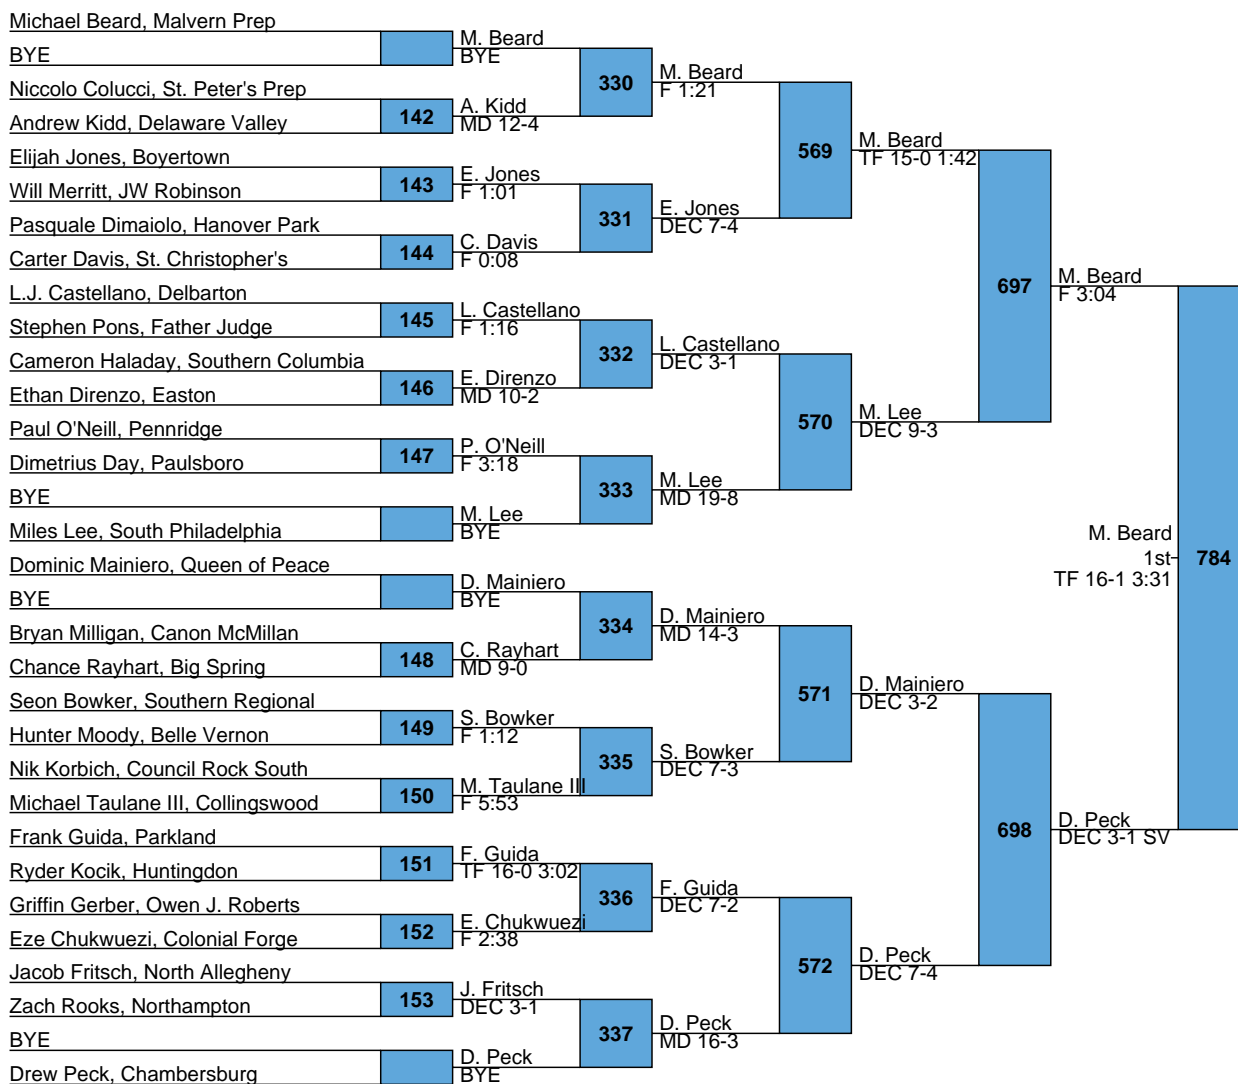 Michael Beard, Malvern Prep
BYE
Niccolo Colucci, St. Peter's Prep
Andrew Kidd, Delaware Valley
Elijah Jones, Boyertown
Will Merritt, JW Robinson
Pasquale Dimaiolo, Hanover Park
Carter Davis, St. Christopher's
L.J. Castellano, Delbarton
Stephen Pons, Father Judge
Cameron Haladay, Southern Columbia
Ethan Direnzo, Easton
Paul O'Neill, Pennridge
Dimetrius Day, Paulsboro
BYE
Miles Lee, South Philadelphia
Dominic Mainiero, Queen of Peace
BYE
Bryan Milligan, Canon McMillan
Chance Rayhart, Big Spring
Seon Bowker, Southern Regional
Hunter Moody, Belle Vernon
Nik Korbich, Council Rock South
Michael Taulane III, Collingswood
Frank Guida, Parkland
Ryder Kocik, Huntingdon
Griffin Gerber, Owen J. Roberts
Eze Chukwuezi, Colonial Forge
Jacob Fritsch, North Allegheny
Zach Rooks, Northampton
BYE
Drew Peck, Chambersburg
142
143
144
145
146
147
148
149
150
151
152
153
M. Beard
BYE
A. Kidd
MD 12-4
E. Jones
F 1:01
C. Davis
F 0:08
L. Castellano
F 1:16
E. Direnzo
MD 10-2
P. O'Neill
F 3:18
M. Lee
BYE
D. Mainiero
BYE
C. Rayhart
MD 9-0
S. Bowker
F 1:12
M. Taulane III
F 5:53
F. Guida
TF 16-0 3:02
E. Chukwuezi
F 2:38
J. Fritsch
DEC 3-1
D. Peck
BYE
330
331
332
333
334
335
336
337
M. Beard
F 1:21
E. Jones
DEC 7-4
L. Castellano
DEC 3-1
M. Lee
MD 19-8
D. Mainiero
MD 14-3
S. Bowker
DEC 7-3
F. Guida
DEC 7-2
D. Peck
MD 16-3
569
570
571
572
M. Beard
TF 15-0 1:42
M. Lee
DEC 9-3
D. Mainiero
DEC 3-2
D. Peck
DEC 7-4
697
698
M. Beard
F 3:04
D. Peck
DEC 3-1 SV
M. Beard
1st
TF 16-1 3:31
784